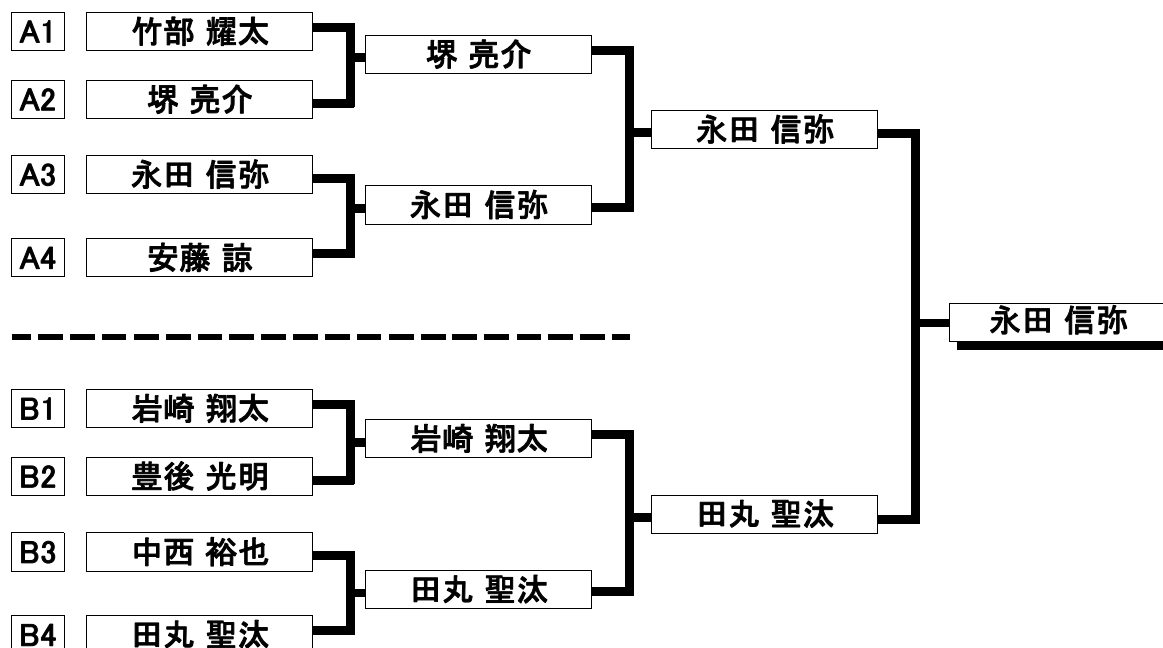 A1 竹部 耀太
堺 亮介
A2 堺 亮介
永田 信弥
A3 永田 信弥
永田 信弥
A4 安藤 諒
永田 信弥
B1 岩崎 翔太
岩崎 翔太
B2 豊後 光明
田丸 聖汰
B3 中西 裕也
田丸 聖汰
B4 田丸 聖汰